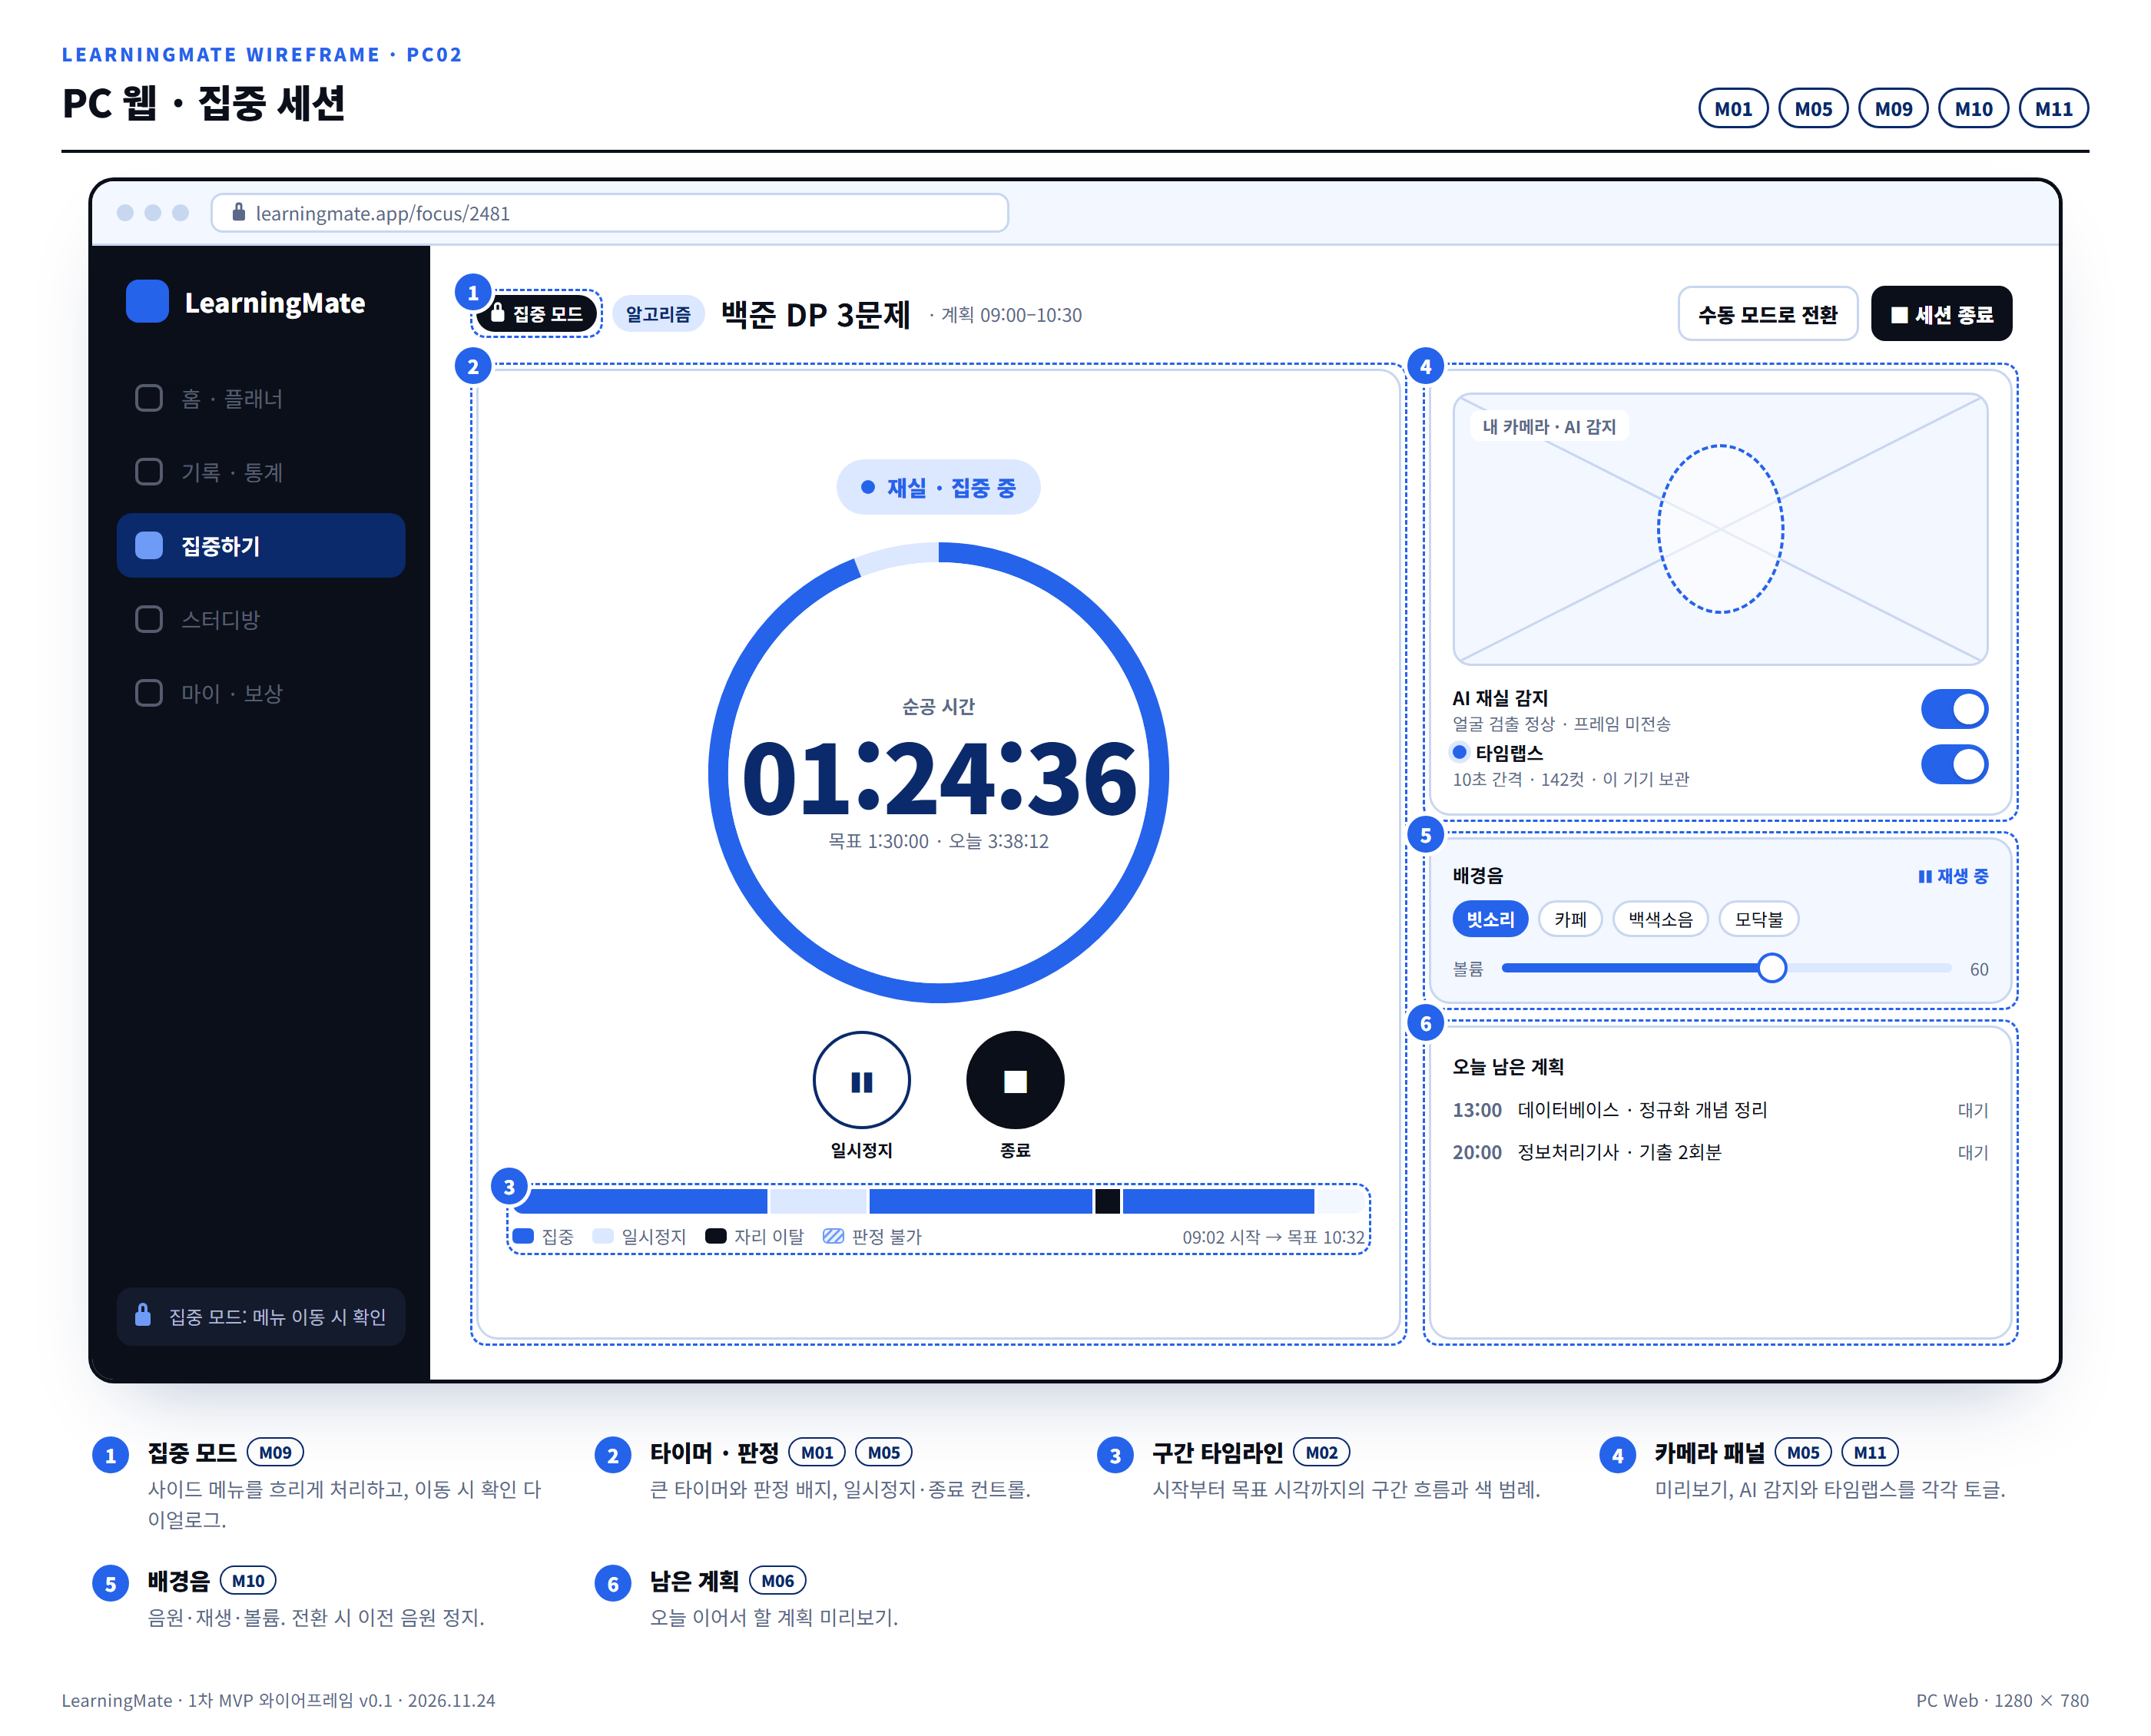 LEARNINGMATE WIREFRAME · PC02
PC 웹 · 집중 세션
M01 M05 M09 M10 M11
learningmate.app/focus/2481
LearningMate
홈 · 플래너
기록 · 통계
집중하기
스터디방
마이 · 보상
집중 모드: 메뉴 이동 시 확인
1 집중 모드 알고리즘 백준 DP 3문제 · 계획 09:00–10:30
수동 모드로 전환 ■ 세션 종료
2
재실 · 집중 중
순공 시간
01:24:36
목표 1:30:00 · 오늘 3:38:12
일시정지 종료
3
집중 일시정지 자리 이탈 판정 불가 09:02 시작 → 목표 10:32
4
내 카메라 · AI 감지
AI 재실 감지
얼굴 검출 정상 · 프레임 미전송
타임랩스
10초 간격 · 142컷 · 이 기기 보관
5
배경음 재생 중
빗소리 카페 백색소음 모닥불
볼륨 60
6
오늘 남은 계획
13:00 데이터베이스 · 정규화 개념 정리 대기
20:00 정보처리기사 · 기출 2회분 대기
1 집중 모드 M09
사이드 메뉴를 흐리게 처리하고, 이동 시 확인 다
이얼로그.
2 타이머 · 판정 M01 M05
큰 타이머와 판정 배지, 일시정지·종료 컨트롤.
3 구간 타임라인 M02
시작부터 목표 시각까지의 구간 흐름과 색 범례.
4 카메라 패널 M05 M11
미리보기, AI 감지와 타임랩스를 각각 토글.
5 배경음 M10
음원·재생·볼륨. 전환 시 이전 음원 정지.
6 남은 계획 M06
오늘 이어서 할 계획 미리보기.
LearningMate · 1차 MVP 와이어프레임 v0.1 · 2026.11.24
PC Web · 1280 × 780